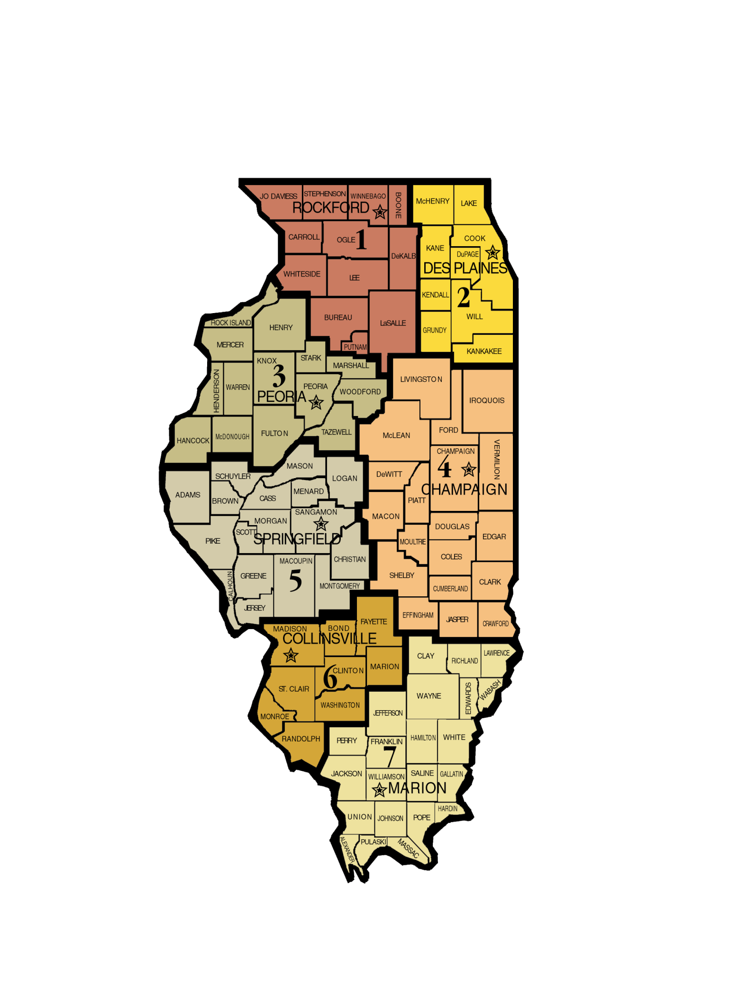 JO DAVIESS
STEPHENSON
WINNEBAGO
BOONE
McHENRY
LAKE
ROCKFORD
CARROLL
OGLE
1
DeKALB
KANE
COOK
DuPAGE
DES PLAINES
WHITESIDE
LEE
KENDALL
2
WILL
BUREAU
LaSALLE
GRUNDY
PUTNAM
KANKAKEE
ROCK ISLAND
HENRY
MERCER
KNOX
STARK
MARSHALL
3
HENDERSON
WARREN
PEORIA
WOODFORD
PEORIA
LIVINGSTON
IROQUOIS
HANCOCK
McDONOUGH
FULTON
TAZEWELL
McLEAN
FORD
CHAMPAIGN
VERMILION
4
CHAMPAIGN
MASON
SCHUYLER
LOGAN
DeWITT
ADAMS
BROWN
CASS
MENARD
PIATT
SANGAMON
MACON
MORGAN
SCOTT
SPRINGFIELD
PIKE
DOUGLAS
EDGAR
MOULTRIE
COLES
CHRISTIAN
MACOUPIN
5
GREENE
CALHOUN
JERSEY
MONTGOMERY
SHELBY
CUMBERLAND
CLARK
EFFINGHAM
JASPER
CRAWFORD
FAYETTE
MADISON
BOND
COLLINSVILLE
CLINTON
6
MARION
ST. CLAIR
WASHINGTON
MONROE
RANDOLPH
CLAY
RICHLAND
LAWRENCE
WAYNE
EDWARDS
WABASH
JEFFERSON
PERRY
FRANKLIN
7
HAMILTON
WHITE
JACKSON
WILLIAMSON
SALINE
GALLATIN
MARION
UNION
JOHNSON
POPE
HARDIN
ALEXANDER
PULASKI
MASSAC